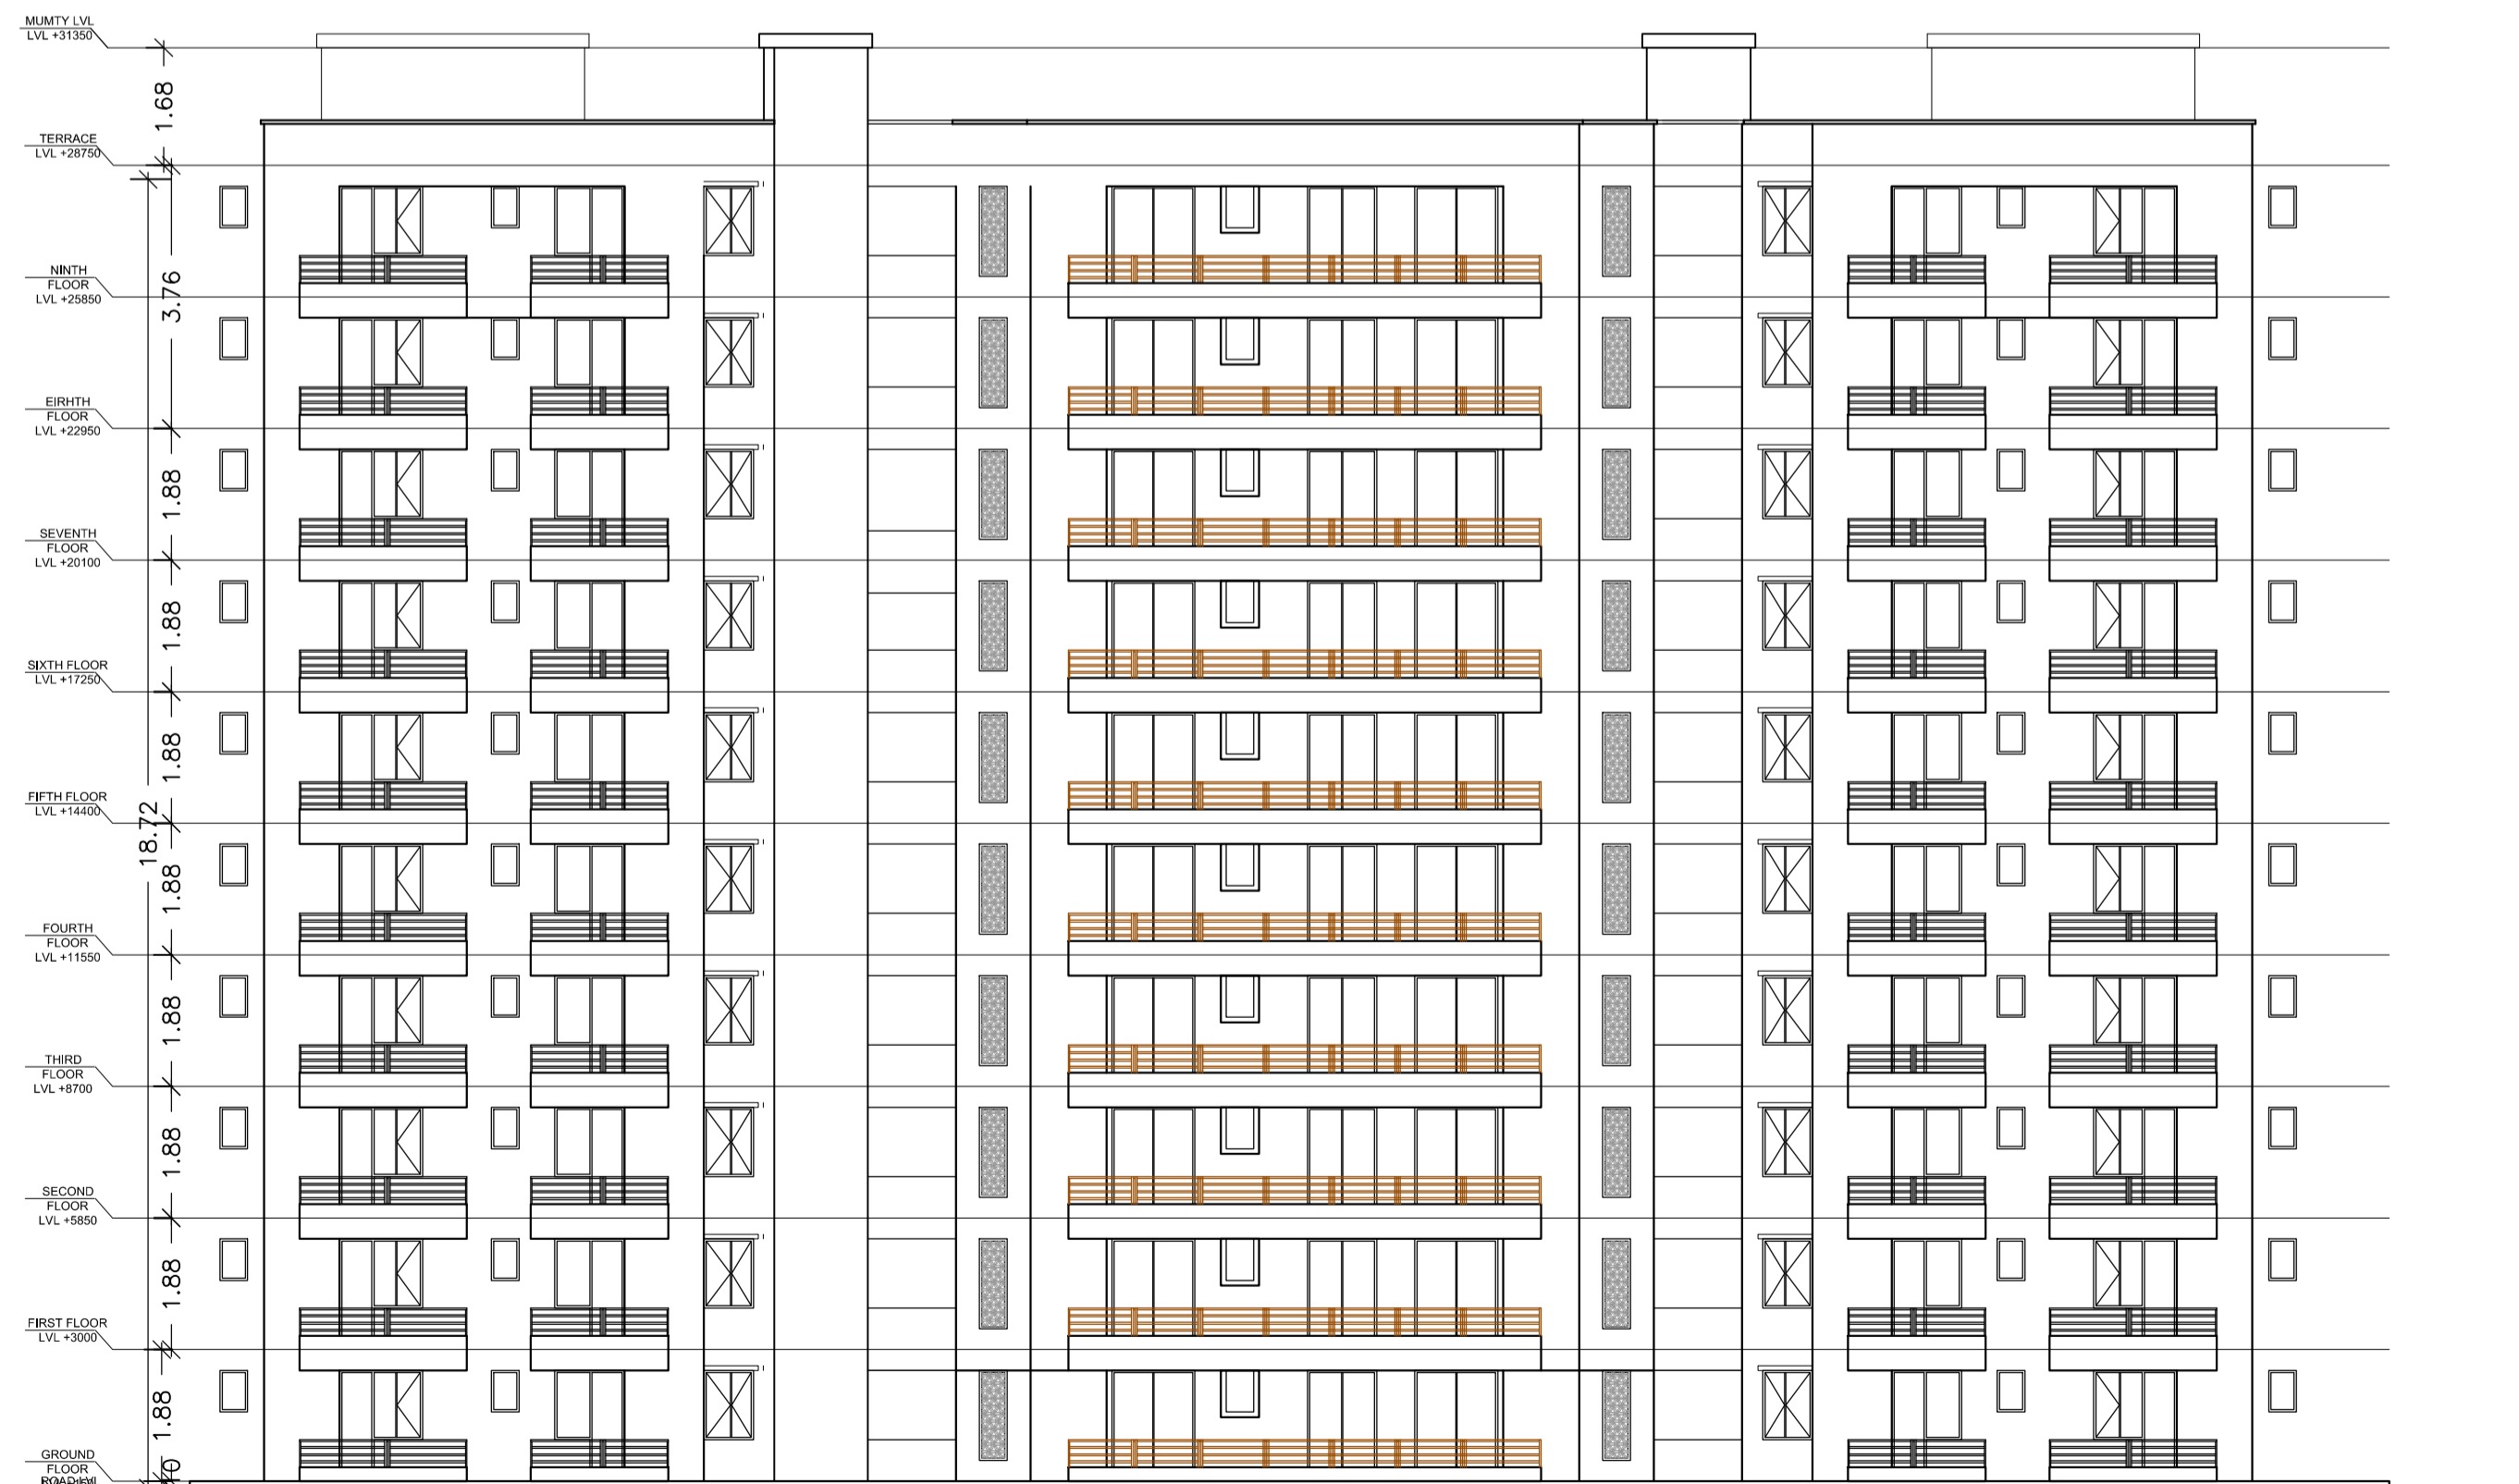 MUMTY LVL
LVL +31350
1.68
TERRACE
LVL +28750
NINTH
FLOOR
LVL +25850
3.76
EIRHTH
FLOOR
LVL +22950
1.88
SEVENTH
FLOOR
LVL +20100
1.88
SIXTH FLOOR
LVL +17250
1.88
FIFTH FLOOR
LVL +14400
18.72
1.88
FOURTH
FLOOR
LVL +11550
1.88
THIRD
FLOOR
LVL +8700
1.88
SECOND
FLOOR
LVL +5850
1.88
FIRST FLOOR
LVL +3000
1.88
GROUND
FLOOR
ROAD LVL